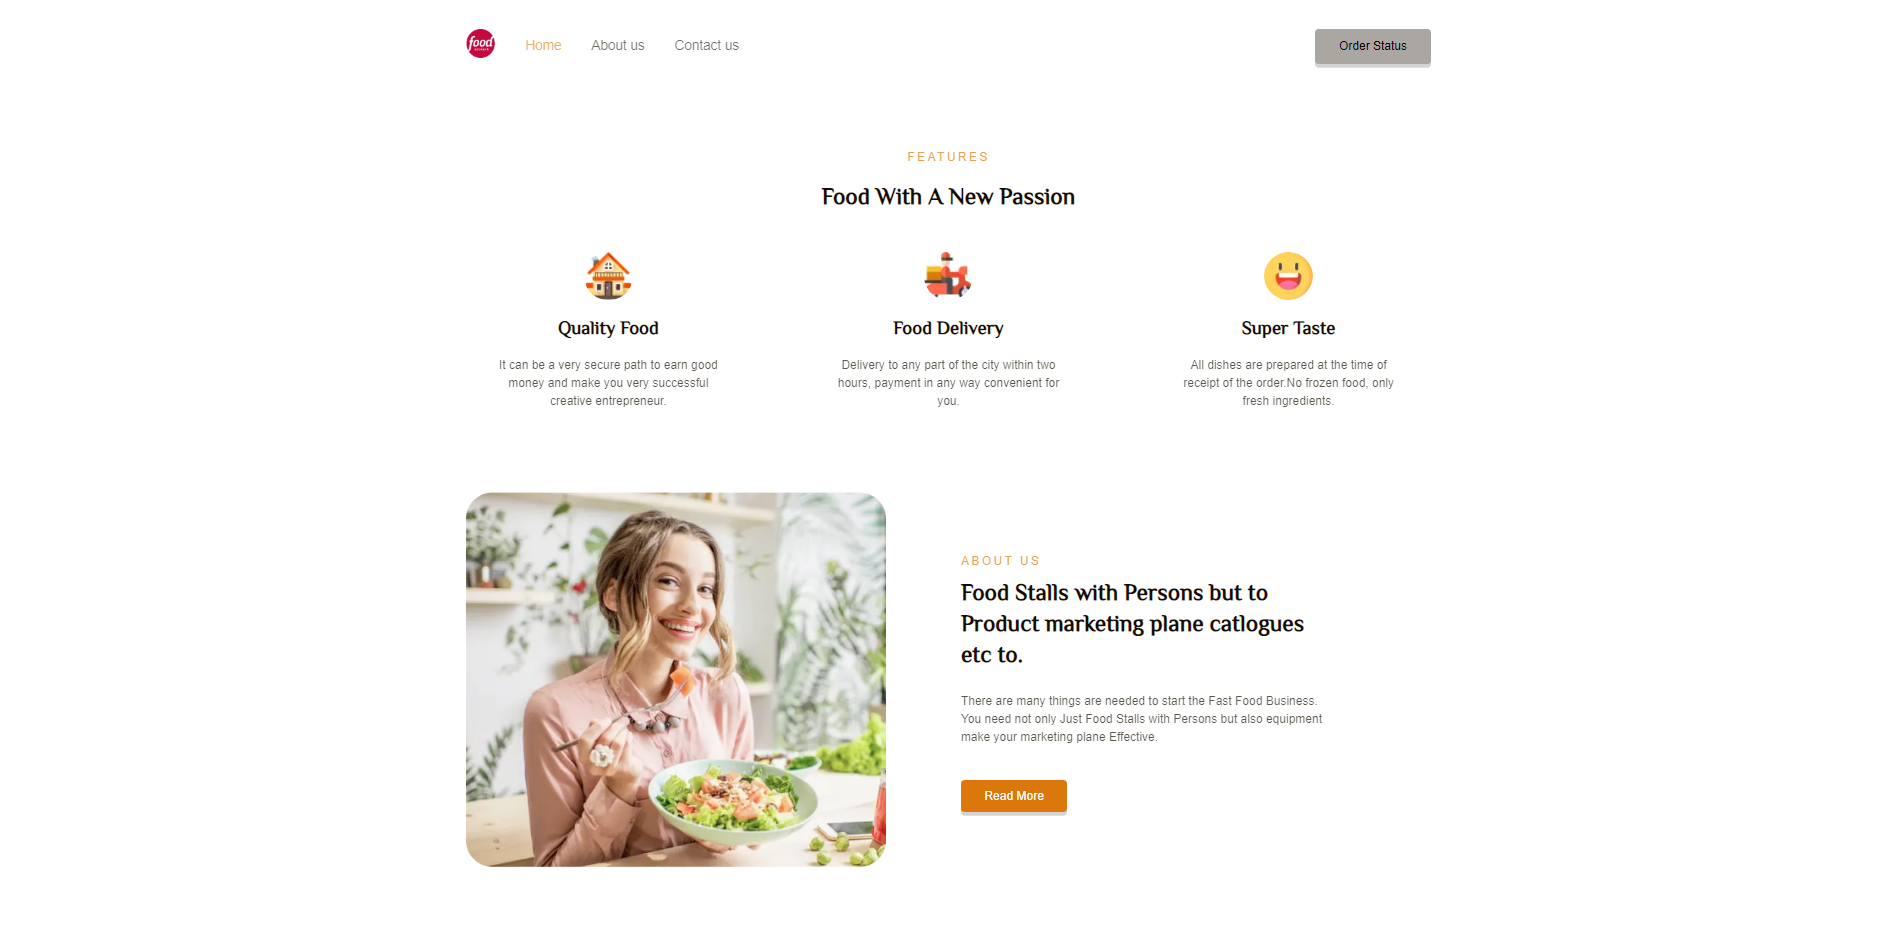 food
Home
About us
Contact us
Order Status
FEATURES
Food With A New Passion
Quality Food
It can be a very secure path to earn good
money and make you very successful
creative entrepreneur.
Food Delivery
Delivery to any part of the city within two
hours, payment in any way convenient for
you.
Super Taste
All dishes are prepared at the time of
receipt of the order.No frozen food, only
fresh ingredients.
ABOUT US
Food Stalls with Persons but to
Product marketing plane catlogues
etc to.
There are many things are needed to start the Fast Food Business.
You need not only Just Food Stalls with Persons but also equipment
make your marketing plane Effective.
Read More